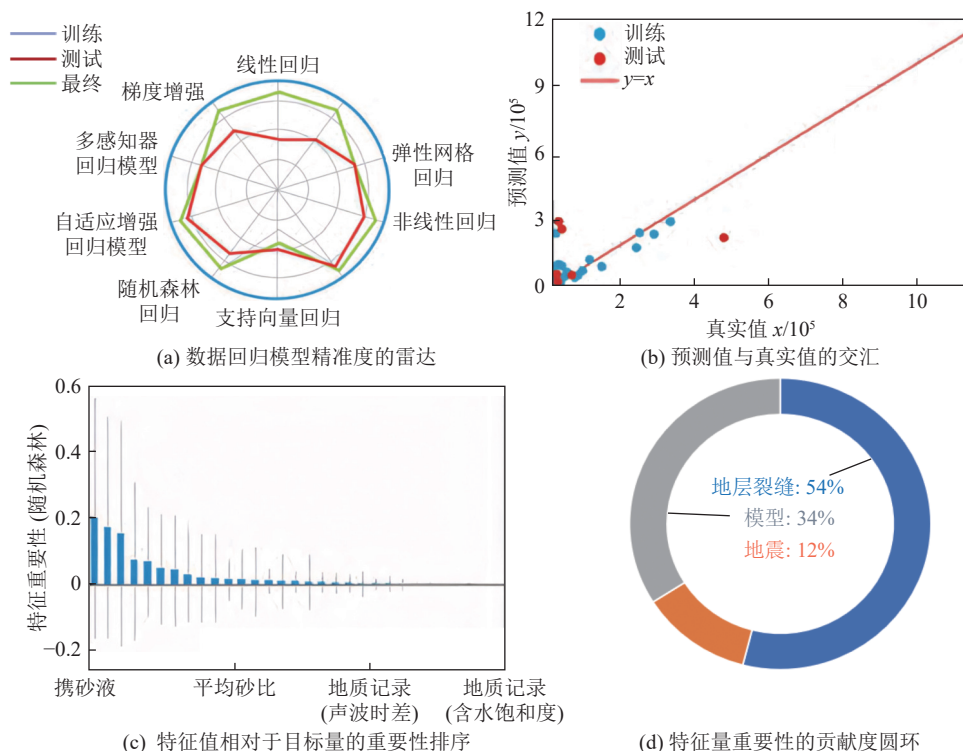 训练
测试
最终
线性回归
梯度增强
多感知器
回归模型
弹性网格
回归
自适应增强
回归模型
非线性回归
随机森林
回归
支持向量回归
(a) 数据回归模型精准度的雷达
12
9
6
3
0
预测值 y/10⁵
训练
测试
y=x
2
4
6
8
10
真实值 x/10⁵
(b) 预测值与真实值的交汇
0.6
0.4
0.2
0
−0.2
特征重要性 (随机森林)
携砂液
平均砂比
地质记录
(声波时差)
地质记录
(含水饱和度)
(c) 特征值相对于目标量的重要性排序
地层裂缝: 54%
模型: 34%
地震: 12%
(d) 特征量重要性的贡献度圆环